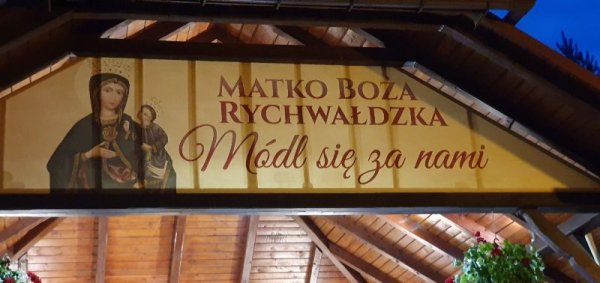 MATKO BOŻA
RYCHWAŁDZKA
Módl się za nami